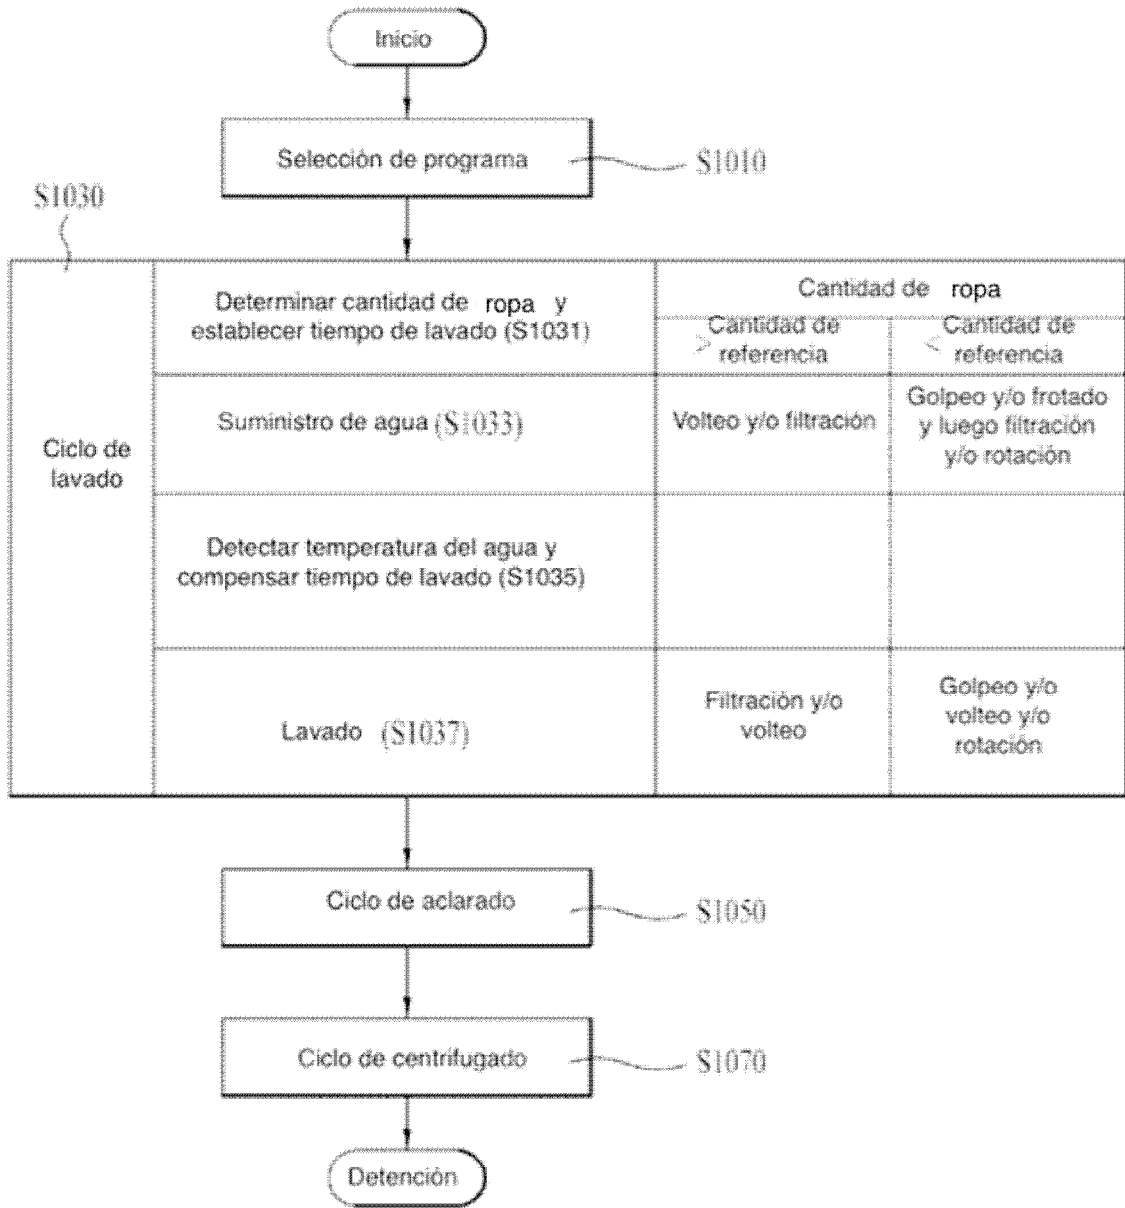 Inicio
Selección de programa
S1010
S1030
Determinar cantidad de ropa y
establecer tiempo de lavado (S1031)
Cantidad de ropa
> Cantidad de
referencia
< Cantidad de
referencia
Ciclo de
lavado
Suministro de agua (S1033)
Volteo y/o filtración
Golpeo y/o frotado
y luego filtración
y/o rotación
Detectar temperatura del agua y
compensar tiempo de lavado (S1035)
Lavado (S1037)
Filtración y/o
volteo
Golpeo y/o
volteo y/o
rotación
Ciclo de aclarado
S1050
Ciclo de centrifugado
S1070
Detención